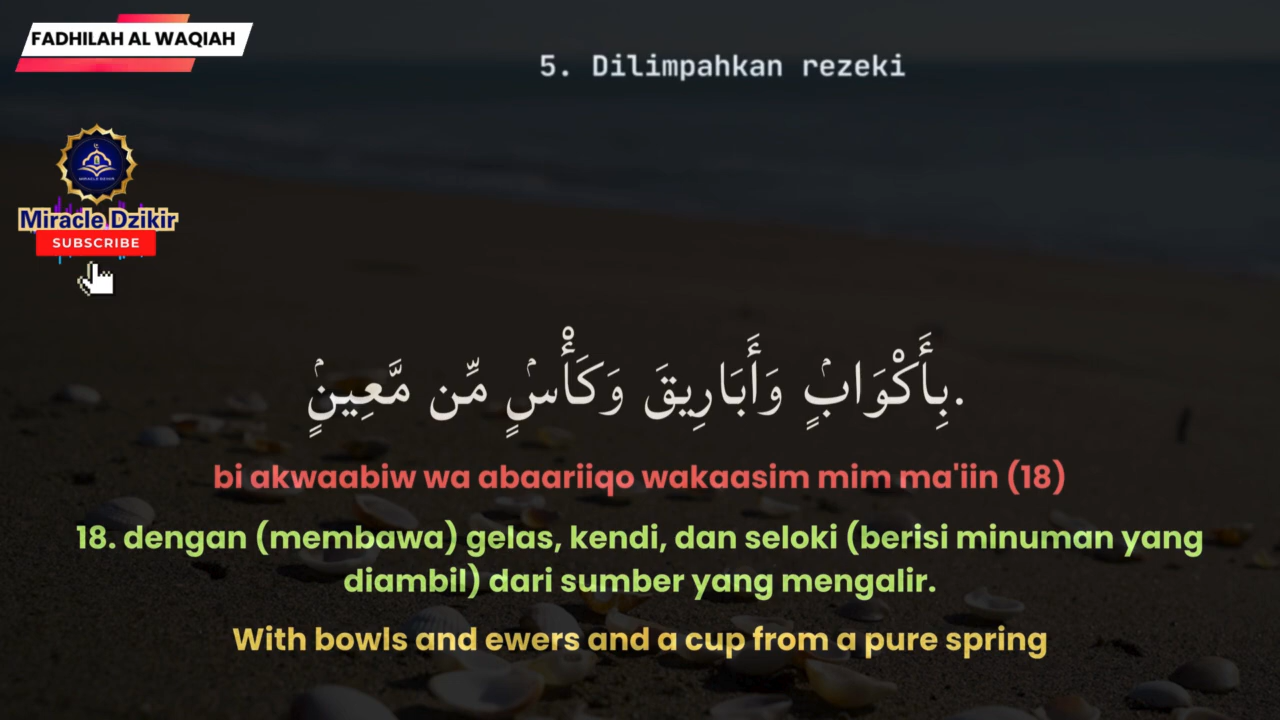 FADHILAH AL WAQIAH
5. Dilimpahkan rezeki
Miracle Dzikir
SUBSCRIBE
بِأَكْوَابٍۢ وَأَبَارِيقَ وَكَأْسٍۢ مِّن مَّعِينٍۢ.
bi akwaabiw wa abaariiqo wakaasim mim ma'iin (18)
18. dengan (membawa) gelas, kendi, dan seloki (berisi minuman yang
diambil) dari sumber yang mengalir.
With bowls and ewers and a cup from a pure spring